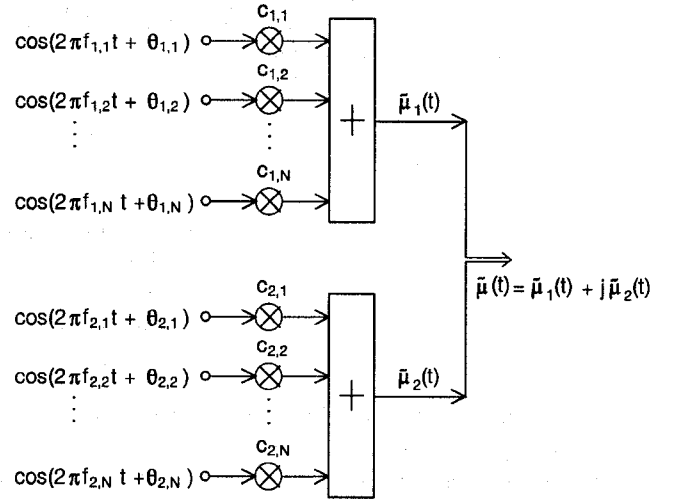 c₁,₁
cos(2πf₁,₁t + θ₁,₁)
c₁,₂
cos(2πf₁,₂t + θ₁,₂)
+
μ̃₁(t)
c₁,N
cos(2πf₁,N t +θ₁,N)
μ̃(t) = μ̃₁(t) + jμ̃₂(t)
c₂,₁
cos(2πf₂,₁t + θ₂,₁)
c₂,₂
cos(2πf₂,₂t + θ₂,₂)
+
μ̃₂(t)
c₂,N
cos(2πf₂,N t +θ₂,N)